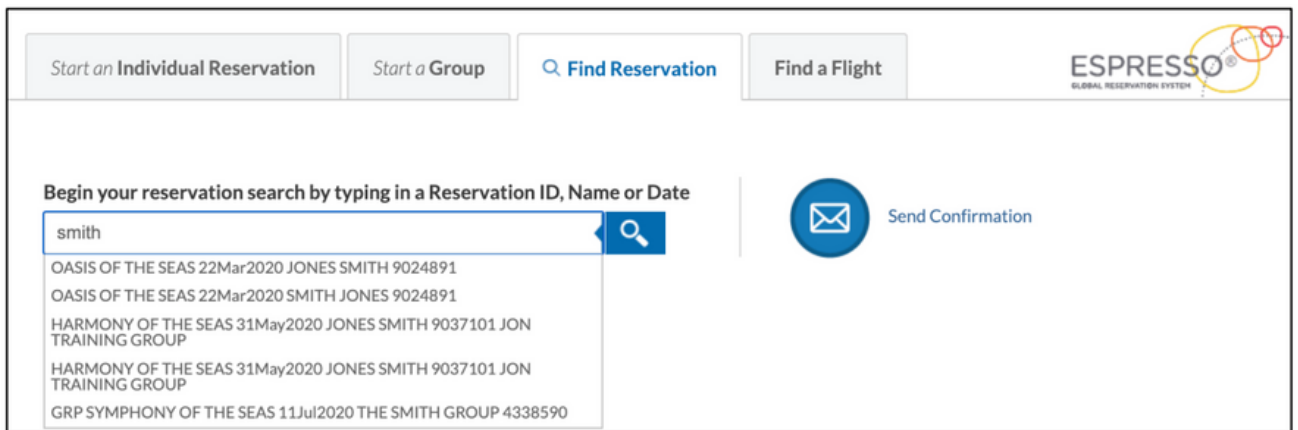 Start an Individual Reservation
Start a Group
Find Reservation
Find a Flight
ESPRESSO®
GLOBAL RESERVATION SYSTEM
Begin your reservation search by typing in a Reservation ID, Name or Date
smith
Send Confirmation
OASIS OF THE SEAS 22Mar2020 JONES SMITH 9024891
OASIS OF THE SEAS 22Mar2020 SMITH JONES 9024891
HARMONY OF THE SEAS 31May2020 JONES SMITH 9037101 JON
TRAINING GROUP
HARMONY OF THE SEAS 31May2020 JONES SMITH 9037101 JON
TRAINING GROUP
GRP SYMPHONY OF THE SEAS 11Jul2020 THE SMITH GROUP 4338590